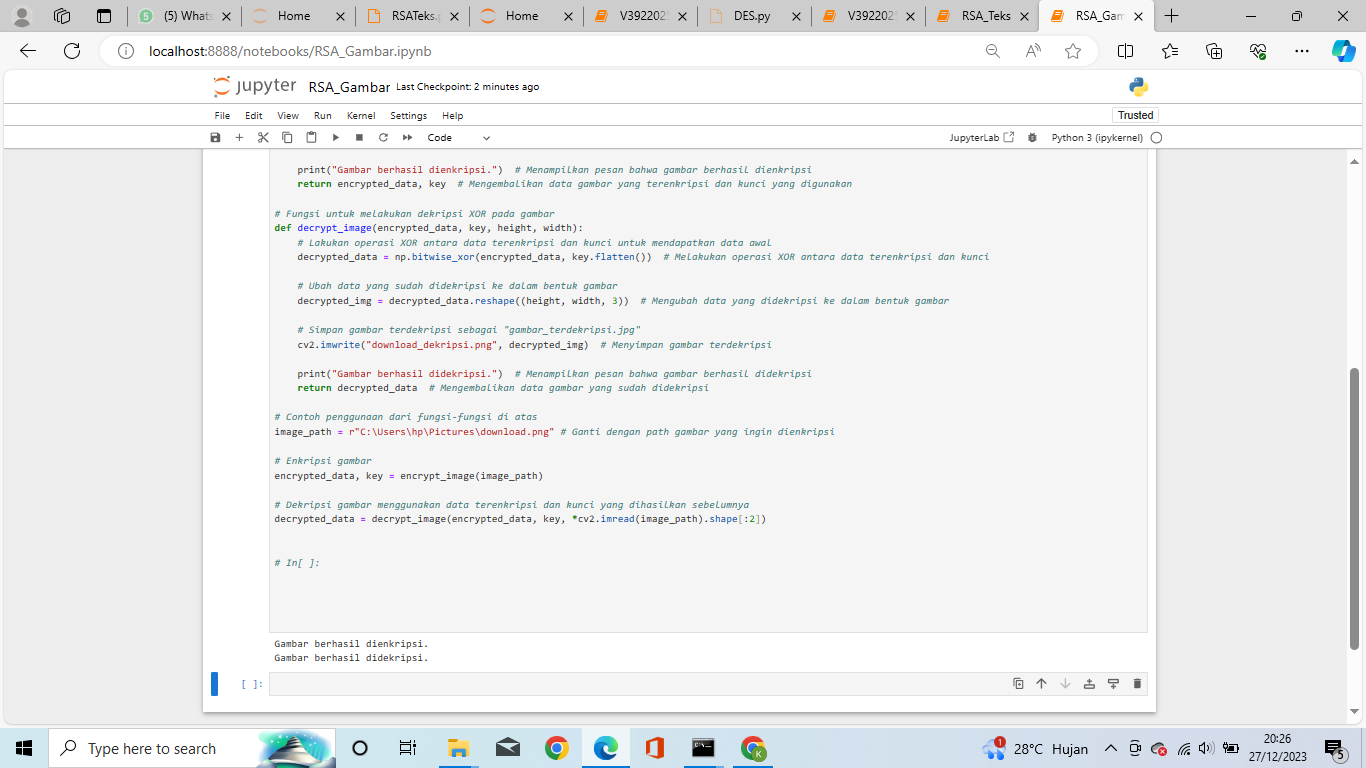 (5) Whats
Home
RSATeks.p
Home
V392202
DES.py
V392202
RSA_Teks
RSA_Gam
localhost:8888/notebooks/RSA_Gambar.ipynb
jupyter RSA_Gambar Last Checkpoint: 2 minutes ago
File Edit View Run Kernel Settings Help
Trusted
Code
JupyterLab
Python 3 (ipykernel)
print("Gambar berhasil dienkripsi.")  # Menampilkan pesan bahwa gambar berhasil dienkripsi
return encrypted_data, key  # Mengembalikan data gambar yang terenkripsi dan kunci yang digunakan
# Fungsi untuk melakukan dekripsi XOR pada gambar
def decrypt_image(encrypted_data, key, height, width):
# Lakukan operasi XOR antara data terenkripsi dan kunci untuk mendapatkan data awal
decrypted_data = np.bitwise_xor(encrypted_data, key.flatten())  # Melakukan operasi XOR antara data terenkripsi dan kunci
# Ubah data yang sudah didekripsi ke dalam bentuk gambar
decrypted_img = decrypted_data.reshape((height, width, 3))  # Mengubah data yang didekripsi ke dalam bentuk gambar
# Simpan gambar terdekripsi sebagai "gambar_terdekripsi.jpg"
cv2.imwrite("download_dekripsi.png", decrypted_img)  # Menyimpan gambar terdekripsi
print("Gambar berhasil didekripsi.")  # Menampilkan pesan bahwa gambar berhasil didekripsi
return decrypted_data  # Mengembalikan data gambar yang sudah didekripsi
# Contoh penggunaan dari fungsi-fungsi di atas
image_path = r"C:\Users\hp\Pictures\download.png" # Ganti dengan path gambar yang ingin dienkripsi
# Enkripsi gambar
encrypted_data, key = encrypt_image(image_path)
# Dekripsi gambar menggunakan data terenkripsi dan kunci yang dihasilkan sebelumnya
decrypted_data = decrypt_image(encrypted_data, key, *cv2.imread(image_path).shape[:2])
# In[ ]:
Gambar berhasil dienkripsi.
Gambar berhasil didekripsi.
[ ]:
Type here to search
1
28°C Hujan
20:26
27/12/2023
5